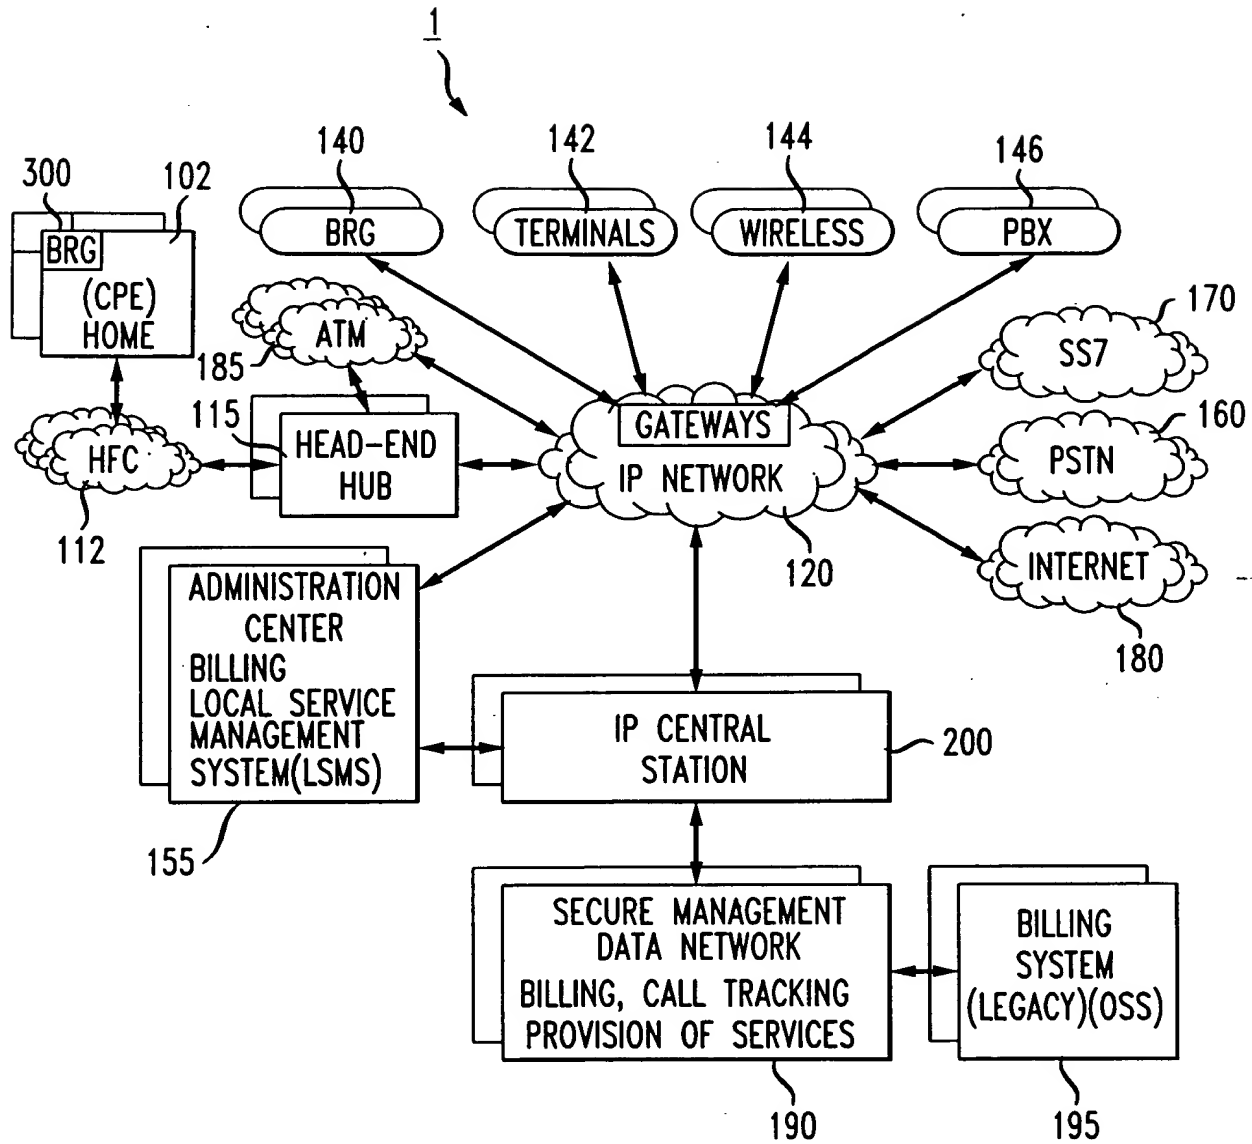 1
140
142
144
146
300
102
BRG
TERMINALS
WIRELESS
PBX
BRG
(CPE)
HOME
ATM
185
170
SS7
115
GATEWAYS
160
HFC
HEAD-END
HUB
IP NETWORK
PSTN
112
120
INTERNET
180
ADMINISTRATION
CENTER
BILLING
LOCAL SERVICE
MANAGEMENT
SYSTEM(LSMS)
IP CENTRAL
STATION
200
155
SECURE MANAGEMENT
DATA NETWORK
BILLING, CALL TRACKING
PROVISION OF SERVICES
BILLING
SYSTEM
(LEGACY)(OSS)
190
195